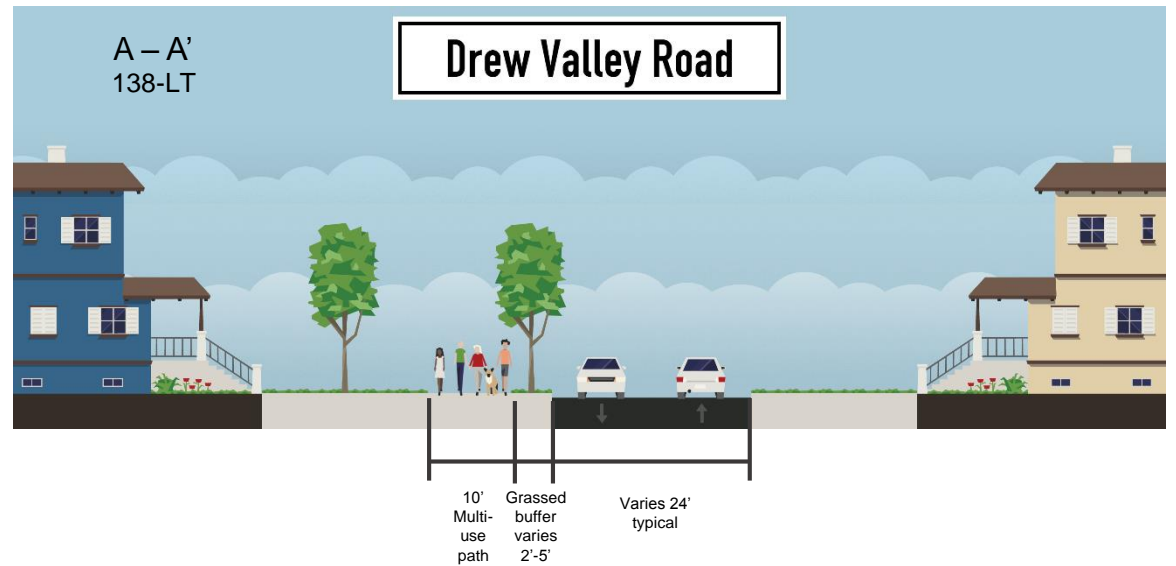 A – A’
138-LT
Drew Valley Road
10’
Multi-
use
path
Grassed
buffer
varies
2’-5’
Varies 24’
typical